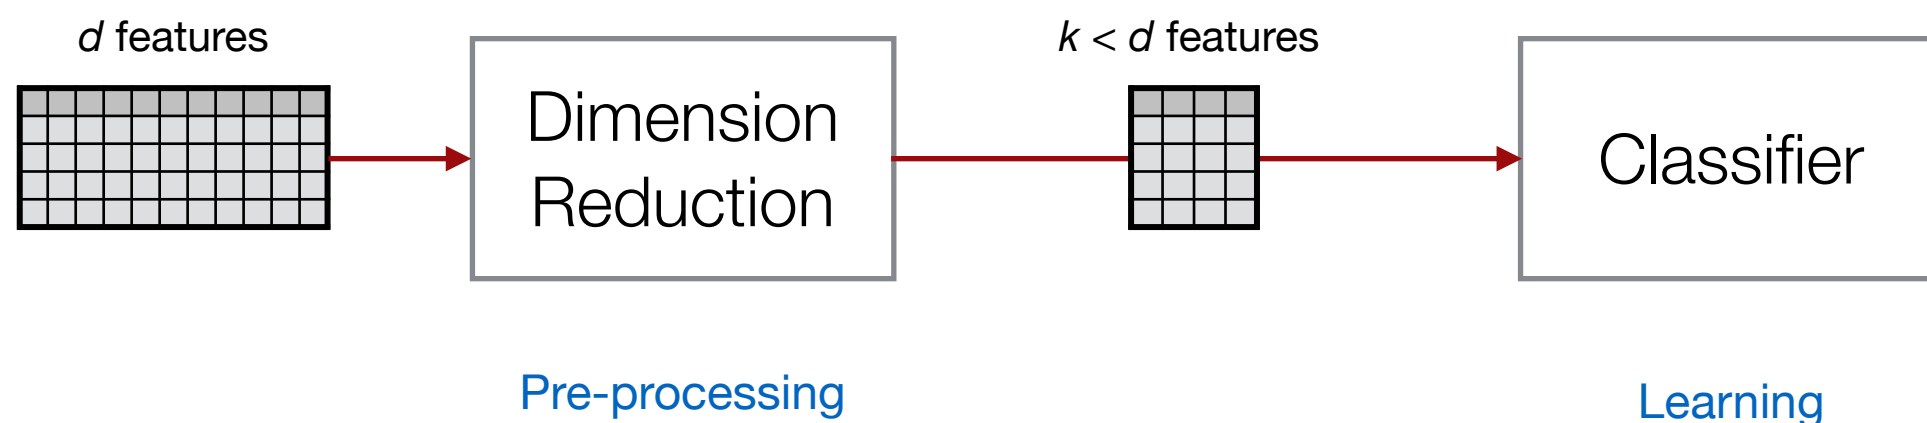 d features
k < d features
Dimension
Reduction
Classifier
Pre-processing
Learning